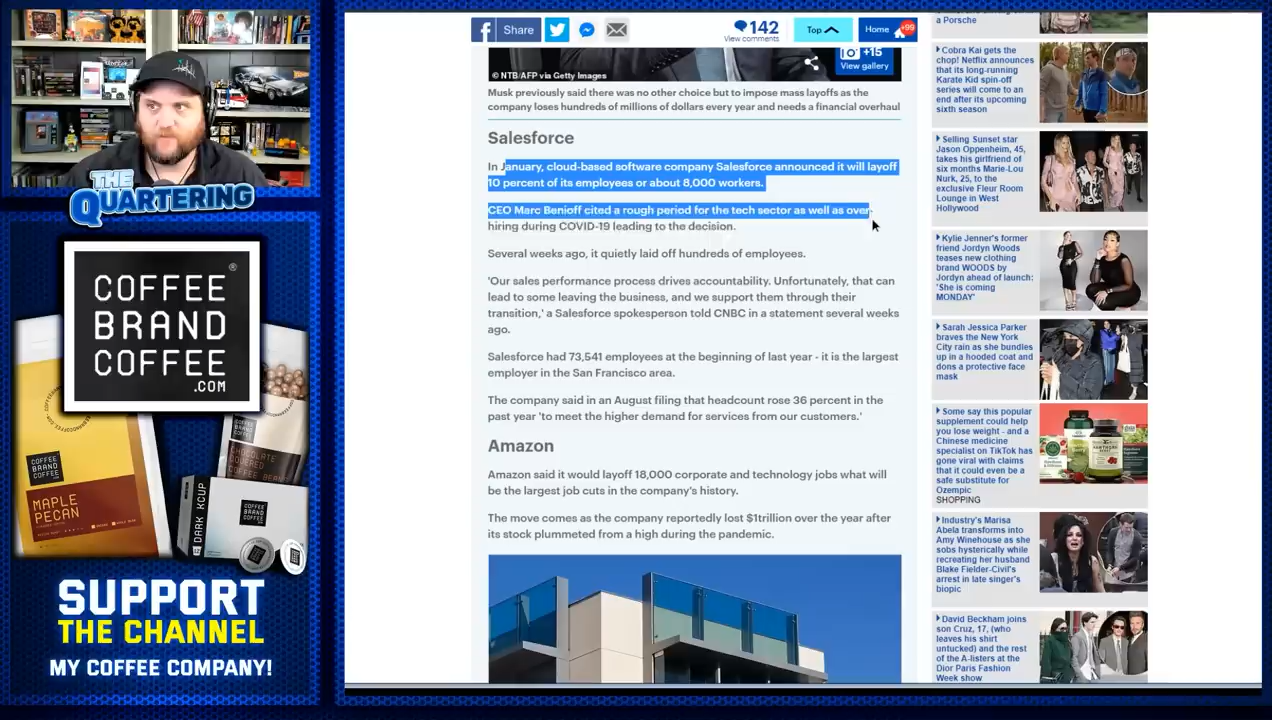 THE
QUARTERING
COFFEE
BRAND
COFFEE
.COM
®
COFFEE
BRAND
COFFEE
MAPLE
PECAN
COFFEE
BRAND
COFFEE
CHOCOLATE
COVERED
COFFEE BEANS
DARK KCUP
COFFEE
BRAND
COFFEE
SUPPORT
THE CHANNEL
MY COFFEE COMPANY!
Share
142
View comments
Top
Home
+99
+15
View gallery
© NTB/AFP via Getty Images
Musk previously said there was no other choice but to impose mass layoffs as the
company loses hundreds of millions of dollars every year and needs a financial overhaul
Salesforce
In January, cloud-based software company Salesforce announced it will layoff
10 percent of its employees or about 8,000 workers.
CEO Marc Benioff cited a rough period for the tech sector as well as over-
hiring during COVID-19 leading to the decision.
Several weeks ago, it quietly laid off hundreds of employees.
'Our sales performance process drives accountability. Unfortunately, that can
lead to some leaving the business, and we support them through their
transition,' a Salesforce spokesperson told CNBC in a statement several weeks
ago.
Salesforce had 73,541 employees at the beginning of last year - it is the largest
employer in the San Francisco area.
The company said in an August filing that headcount rose 36 percent in the
past year 'to meet the higher demand for services from our customers.'
Amazon
Amazon said it would layoff 18,000 corporate and technology jobs what will
be the largest job cuts in the company's history.
The move comes as the company reportedly lost $1trillion over the year after
its stock plummeted from a high during the pandemic.
a Porsche
Cobra Kai gets the
chop! Netflix announces
that its long-running
Karate Kid spin-off
series will come to an
end after its upcoming
sixth season
Selling Sunset star
Jason Oppenheim, 45,
takes his girlfriend of
six months Marie-Lou
Nurk, 25, to the
exclusive Fleur Room
Lounge in West
Hollywood
Kylie Jenner's former
friend Jordyn Woods
teases new clothing
brand WOODS by
Jordyn ahead of launch:
'She is coming
MONDAY'
Sarah Jessica Parker
braves the New York
City rain as she bundles
up in a hooded coat and
dons a protective face
mask
Some say this popular
supplement could help
you lose weight - and a
Chinese medicine
specialist on TikTok has
gone viral with claims
that it could even be a
safe substitute for
Ozempic
SHOPPING
Industry's Marisa
Abela transforms into
Amy Winehouse as she
sobs hysterically while
recreating her husband
Blake Fielder-Civil's
arrest in late singer's
biopic
David Beckham joins
son Cruz, 17, (who
leaves his shirt
untucked) and the rest
of the A-listers at the
Dior Paris Fashion
Week show